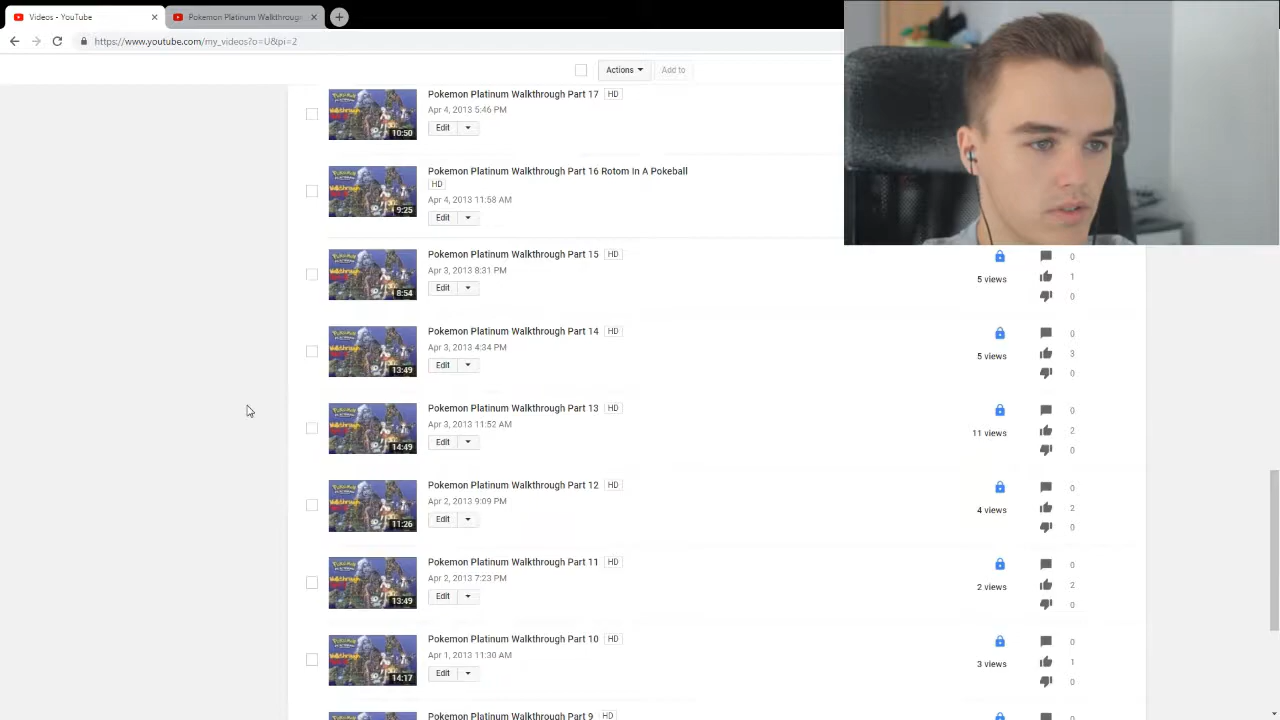 Videos - YouTube
Pokemon Platinum Walkthrough
https://www.youtube.com/my_videos?o=U&pi=2
Actions
Add to
Pokemon Platinum Walkthrough Part 17 HD
Apr 4, 2013 5:46 PM
10:50
Edit
Pokemon Platinum Walkthrough Part 16 Rotom In A Pokeball
HD
Apr 4, 2013 11:58 AM
9:25
Edit
Pokemon Platinum Walkthrough Part 15 HD
0
Apr 3, 2013 8:31 PM
5 views
1
8:54
Edit
0
Pokemon Platinum Walkthrough Part 14 HD
0
Apr 3, 2013 4:34 PM
5 views
3
13:49
Edit
0
Pokemon Platinum Walkthrough Part 13 HD
0
Apr 3, 2013 11:52 AM
11 views
2
14:49
Edit
0
Pokemon Platinum Walkthrough Part 12 HD
0
Apr 2, 2013 9:09 PM
4 views
2
11:26
Edit
0
Pokemon Platinum Walkthrough Part 11 HD
0
Apr 2, 2013 7:23 PM
2 views
2
13:49
Edit
0
Pokemon Platinum Walkthrough Part 10 HD
0
Apr 1, 2013 11:30 AM
3 views
1
14:17
Edit
0
Pokemon Platinum Walkthrough Part 9 HD